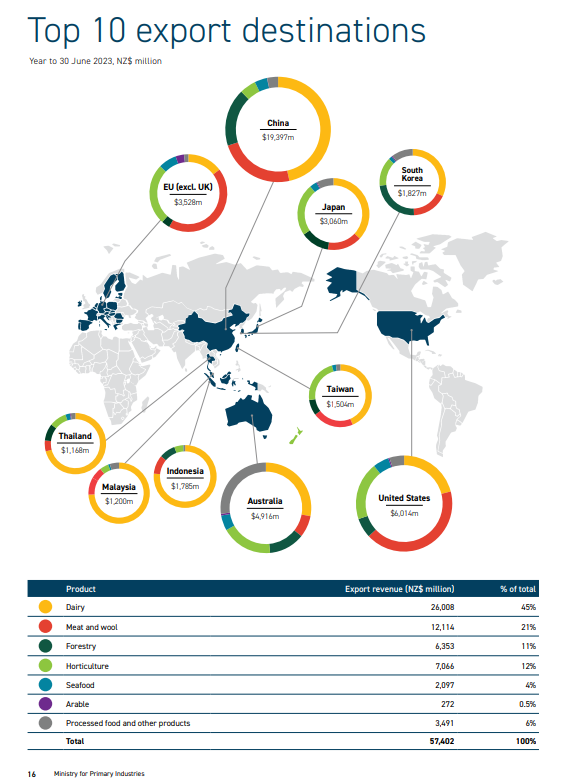 Top 10 export destinations
Year to 30 June 2023, NZ$ million
China
$19,397m
EU (excl. UK)
$3,528m
South
Korea
$1,827m
Japan
$3,060m
Taiwan
$1,504m
Thailand
$1,168m
Malaysia
$1,200m
Indonesia
$1,785m
Australia
$4,916m
United States
$6,014m
Product Export revenue (NZ$ million) % of total
Dairy 26,008 45%
Meat and wool 12,114 21%
Forestry 6,353 11%
Horticulture 7,066 12%
Seafood 2,097 4%
Arable 272 0.5%
Processed food and other products 3,491 6%
Total 57,402 100%
16 Ministry for Primary Industries